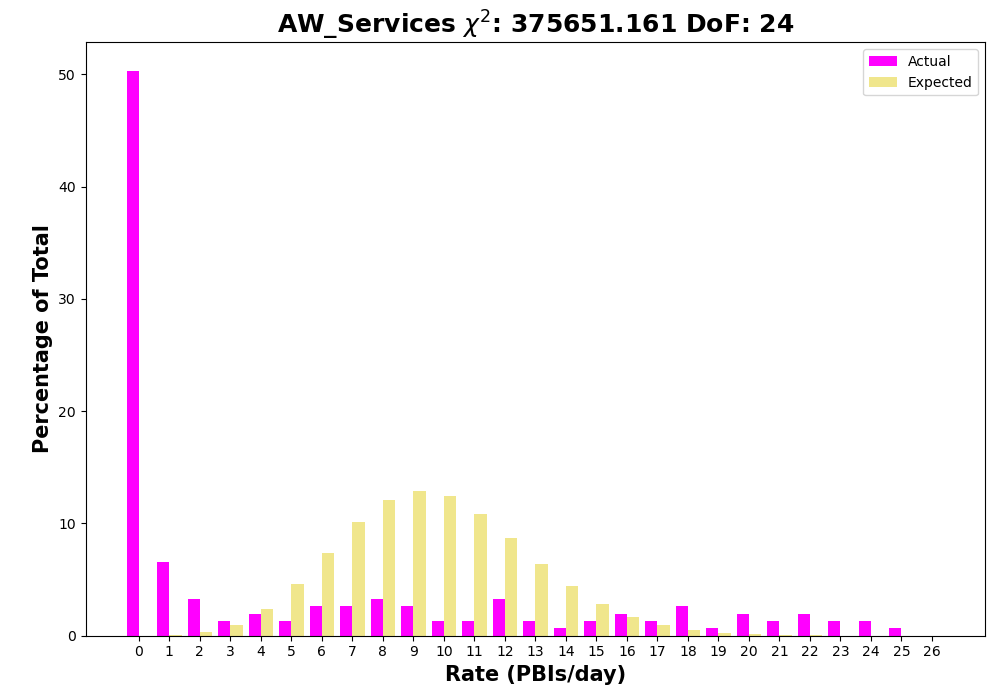 AW_Services χ²: 375651.161 DoF: 24
Actual
Expected
Percentage of Total
50
40
30
20
10
0
0 1 2 3 4 5 6 7 8 9 10 11 12 13 14 15 16 17 18 19 20 21 22 23 24 25 26
Rate (PBIs/day)